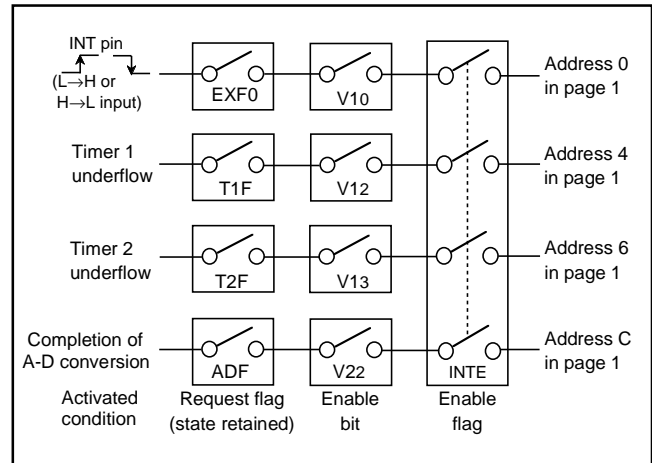 INT pin
(L→H or
H→L input)
EXF0
V10
Address 0
in page 1
Timer 1
underflow
T1F
V12
Address 4
in page 1
Timer 2
underflow
T2F
V13
Address 6
in page 1
Completion of
A-D conversion
ADF
V22
INTE
Address C
in page 1
Activated
condition
Request flag
(state retained)
Enable
bit
Enable
flag